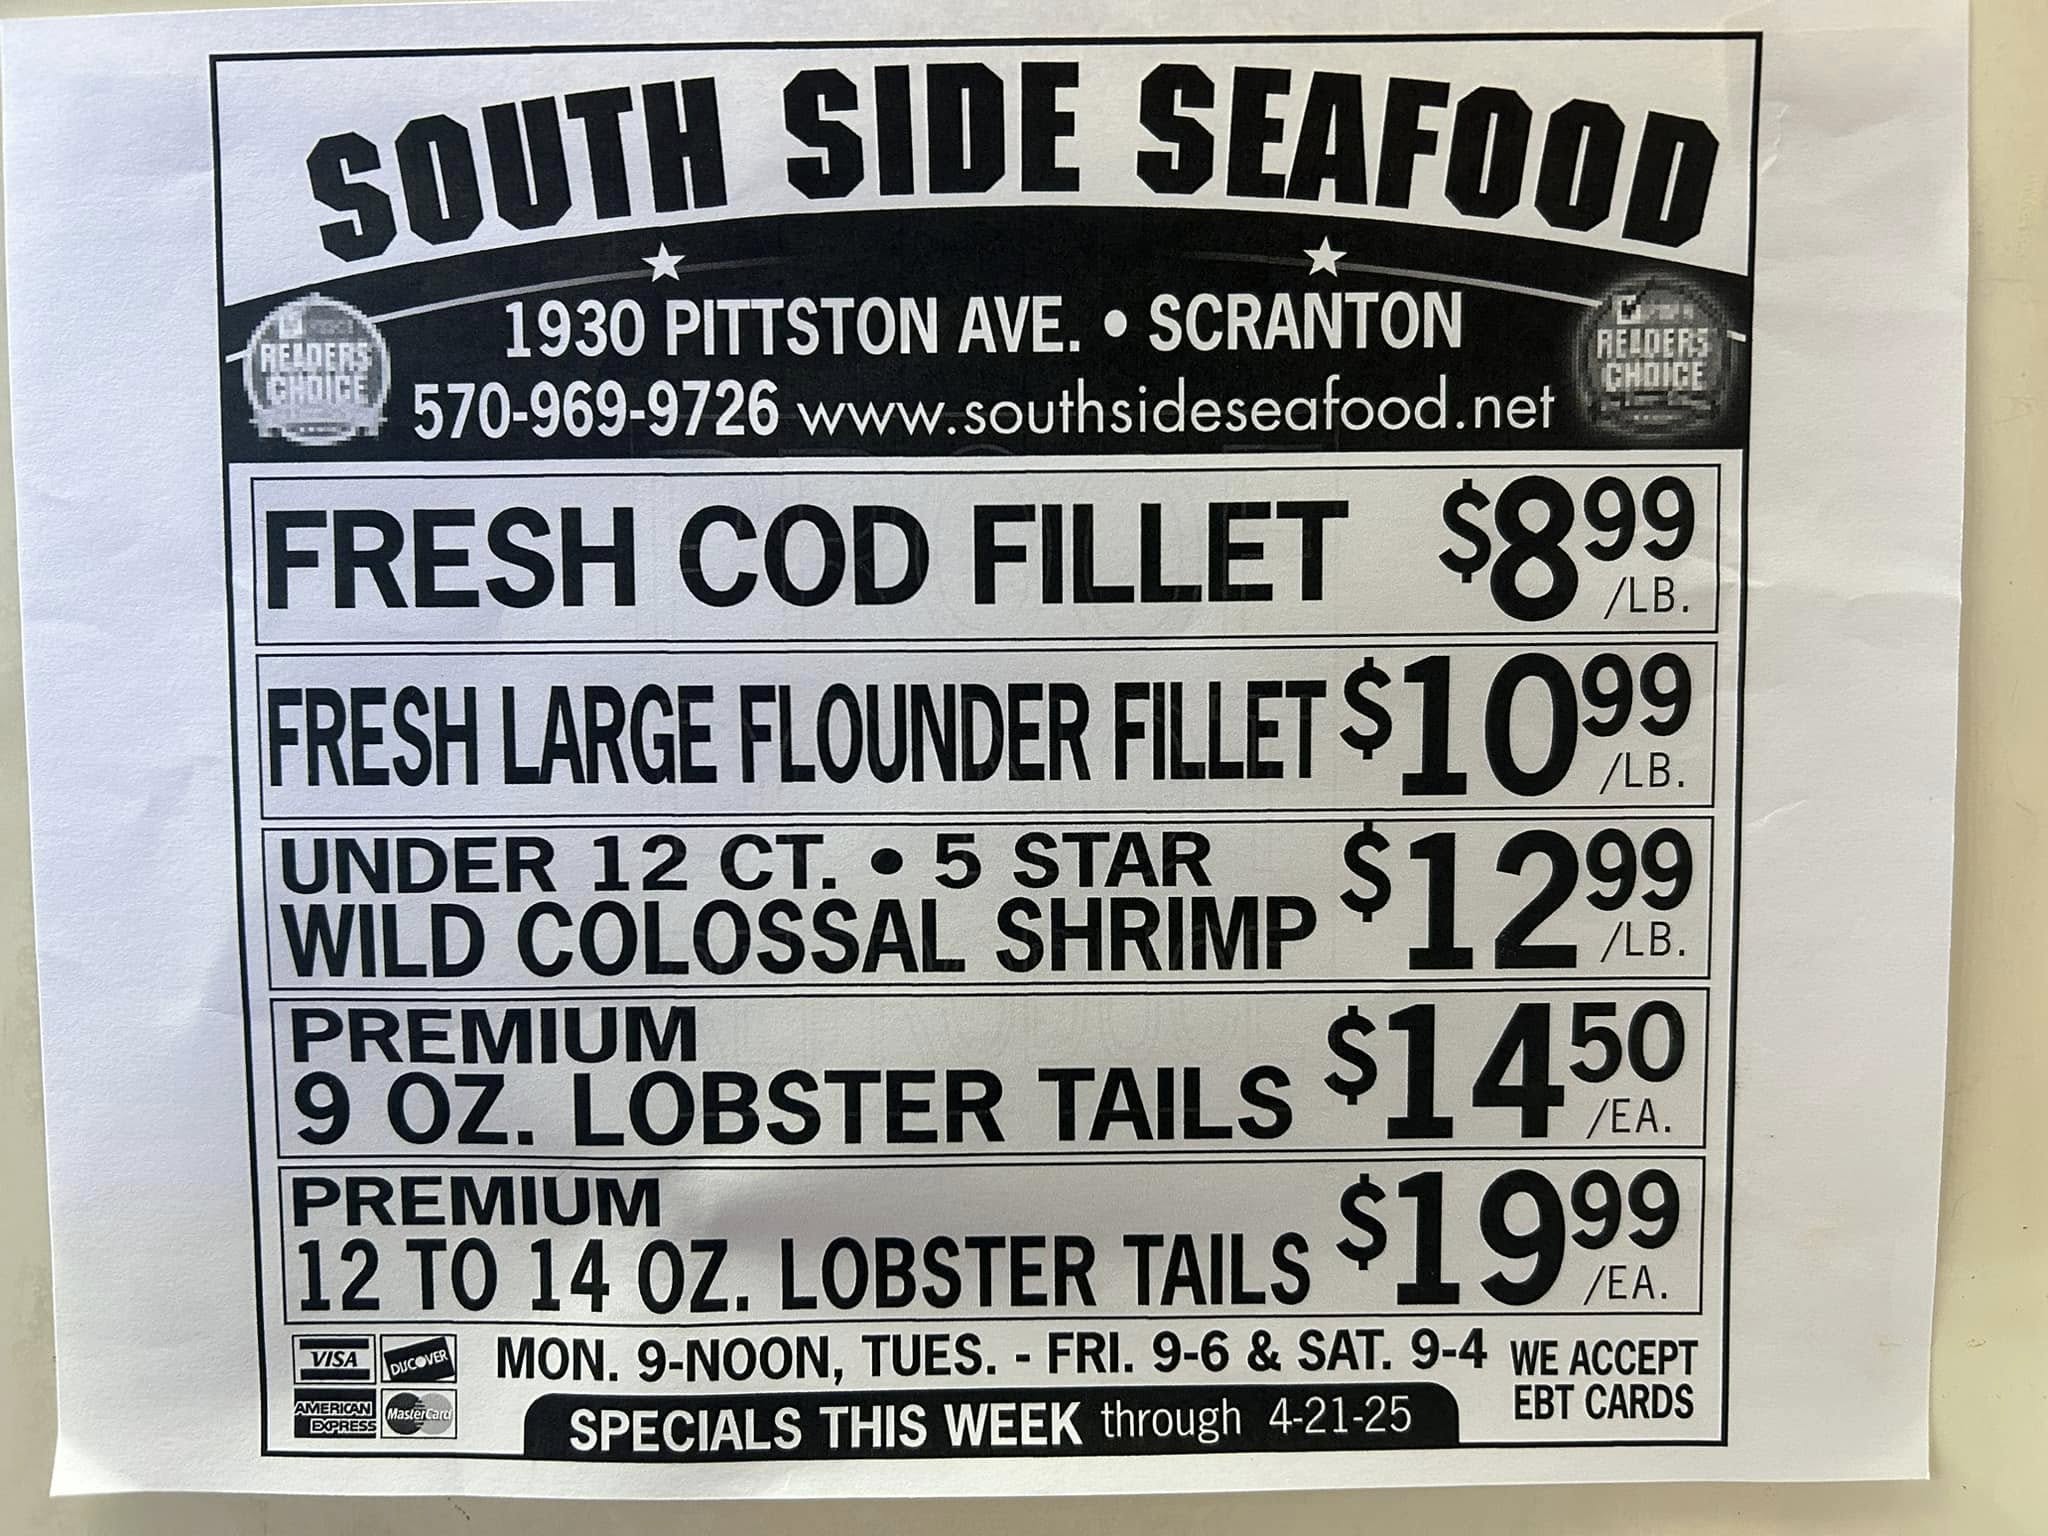 SOUTH SIDE SEAFOOD
1930 PITTSTON AVE. • SCRANTON
570-969-9726 www.southsideseafood.net
READERS
CHOICE
READERS
CHOICE
FRESH COD FILLET $8 99 /LB.
FRESH LARGE FLOUNDER FILLET $10 99 /LB.
UNDER 12 CT. • 5 STAR
WILD COLOSSAL SHRIMP $12 99 /LB.
PREMIUM
9 OZ. LOBSTER TAILS $14 50 /EA.
PREMIUM
12 TO 14 OZ. LOBSTER TAILS $19 99 /EA.
VISA
DISCOVER
AMERICAN
EXPRESS
MasterCard
MON. 9-NOON, TUES. - FRI. 9-6 & SAT. 9-4
SPECIALS THIS WEEK through 4-21-25
WE ACCEPT
EBT CARDS